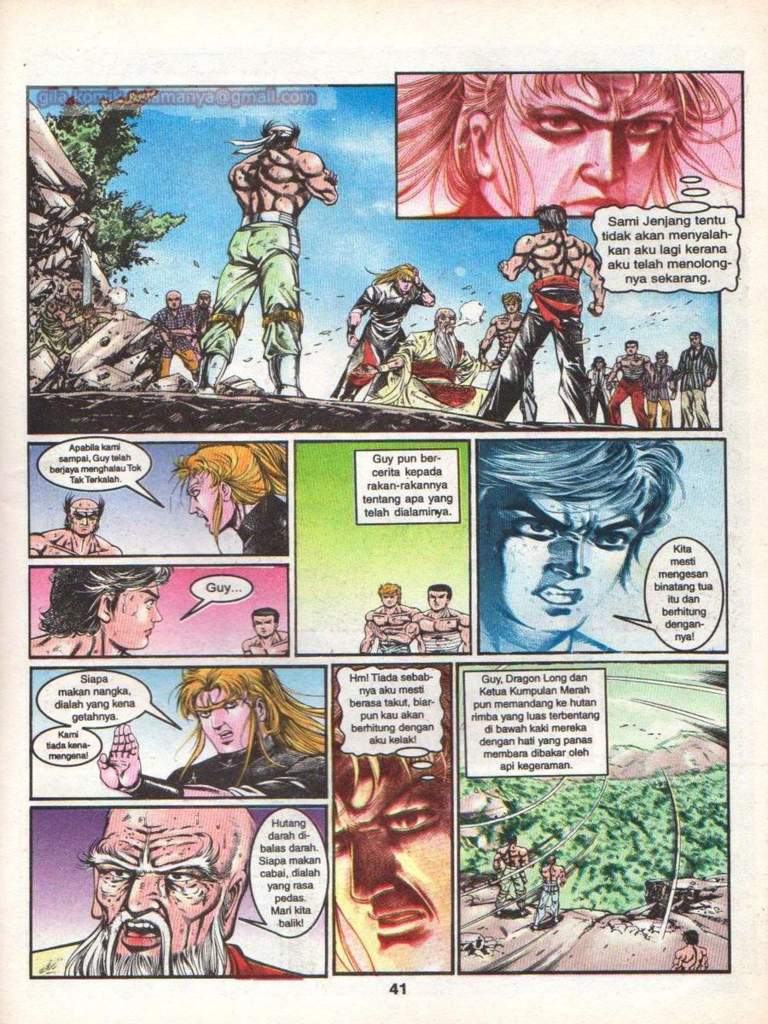 gila_komik_lamanya@gmail.com
Sami Jenjang tentu
tidak akan menyalah-
kan aku lagi kerana
aku telah menolong-
nya sekarang.
Apabila kami
sampai, Guy telah
berjaya menghalau Tok
Tak Terkalah.
Guy pun ber-
cerita kepada
rakan-rakannya
tentang apa yang
telah dialaminya.
Kita
mesti
mengesan
binatang tua
itu dan
berhitung
dengan-
nya!
Guy...
Siapa
makan nangka,
dialah yang kena
getahnya.
Kami
tiada kena-
mengena!
Hm! Tiada sebab-
nya aku mesti
berasa takut, biar-
pun kau akan
berhitung dengan
aku kelak!
Guy, Dragon Long dan
Ketua Kumpulan Merah
pun memandang ke hutan
rimba yang luas terbentang
di bawah kaki mereka
dengan hati yang panas
membara dibakar oleh
api kegeraman.
Hutang
darah di-
balas darah.
Siapa makan
cabai, dialah
yang rasa
pedas.
Mari kita
balik!
41